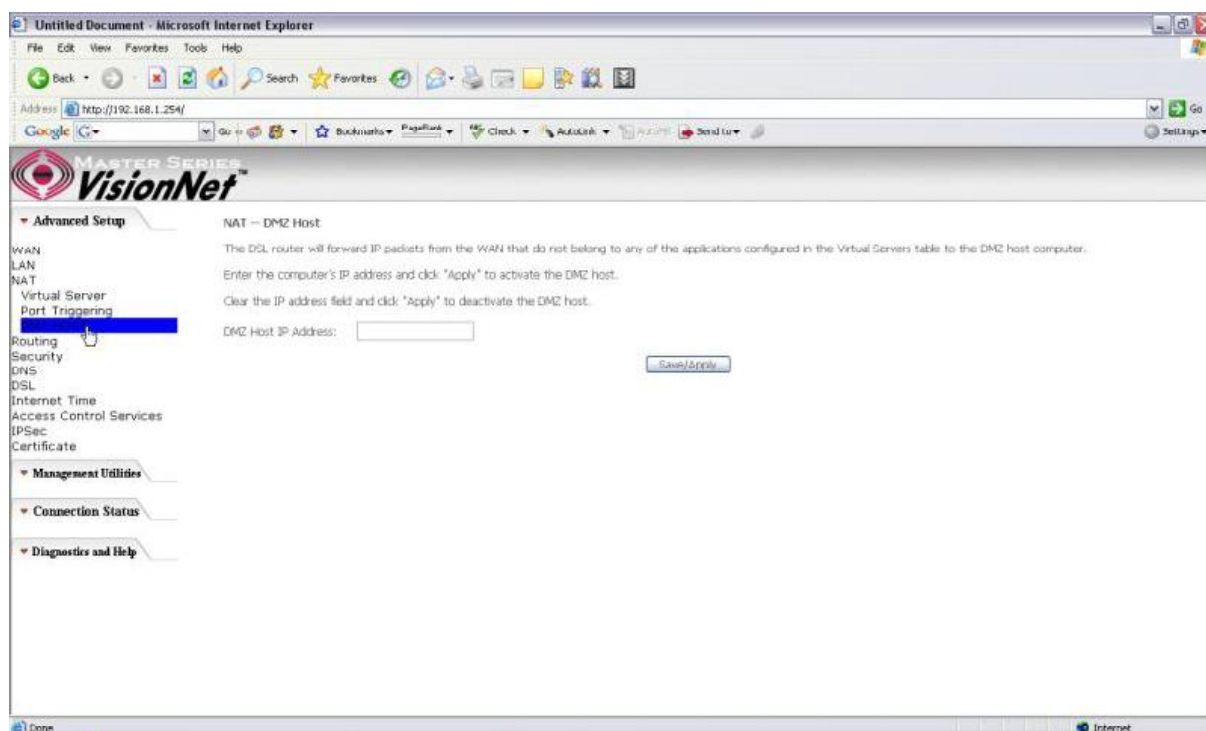 Untitled Document - Microsoft Internet Explorer
File Edit View Favorites Tools Help
Back Search Favorites
Address http://192.168.1.254/ Go
Google G Go Bookmarks PageRank Check AutoLink AutoFill Send to Settings
MASTER SERIES
VisionNet™
Advanced Setup
NAT -- DMZ Host
The DSL router will forward IP packets from the WAN that do not belong to any of the applications configured in the Virtual Servers table to the DMZ host computer.
Enter the computer's IP address and click "Apply" to activate the DMZ host.
Clear the IP address field and click "Apply" to deactivate the DMZ host.
DMZ Host IP Address:
Save/Apply
WAN
LAN
NAT
Virtual Server
Port Triggering
Routing
Security
DNS
DSL
Internet Time
Access Control Services
IPSec
Certificate
Management Utilities
Connection Status
Diagnostics and Help
Done Internet